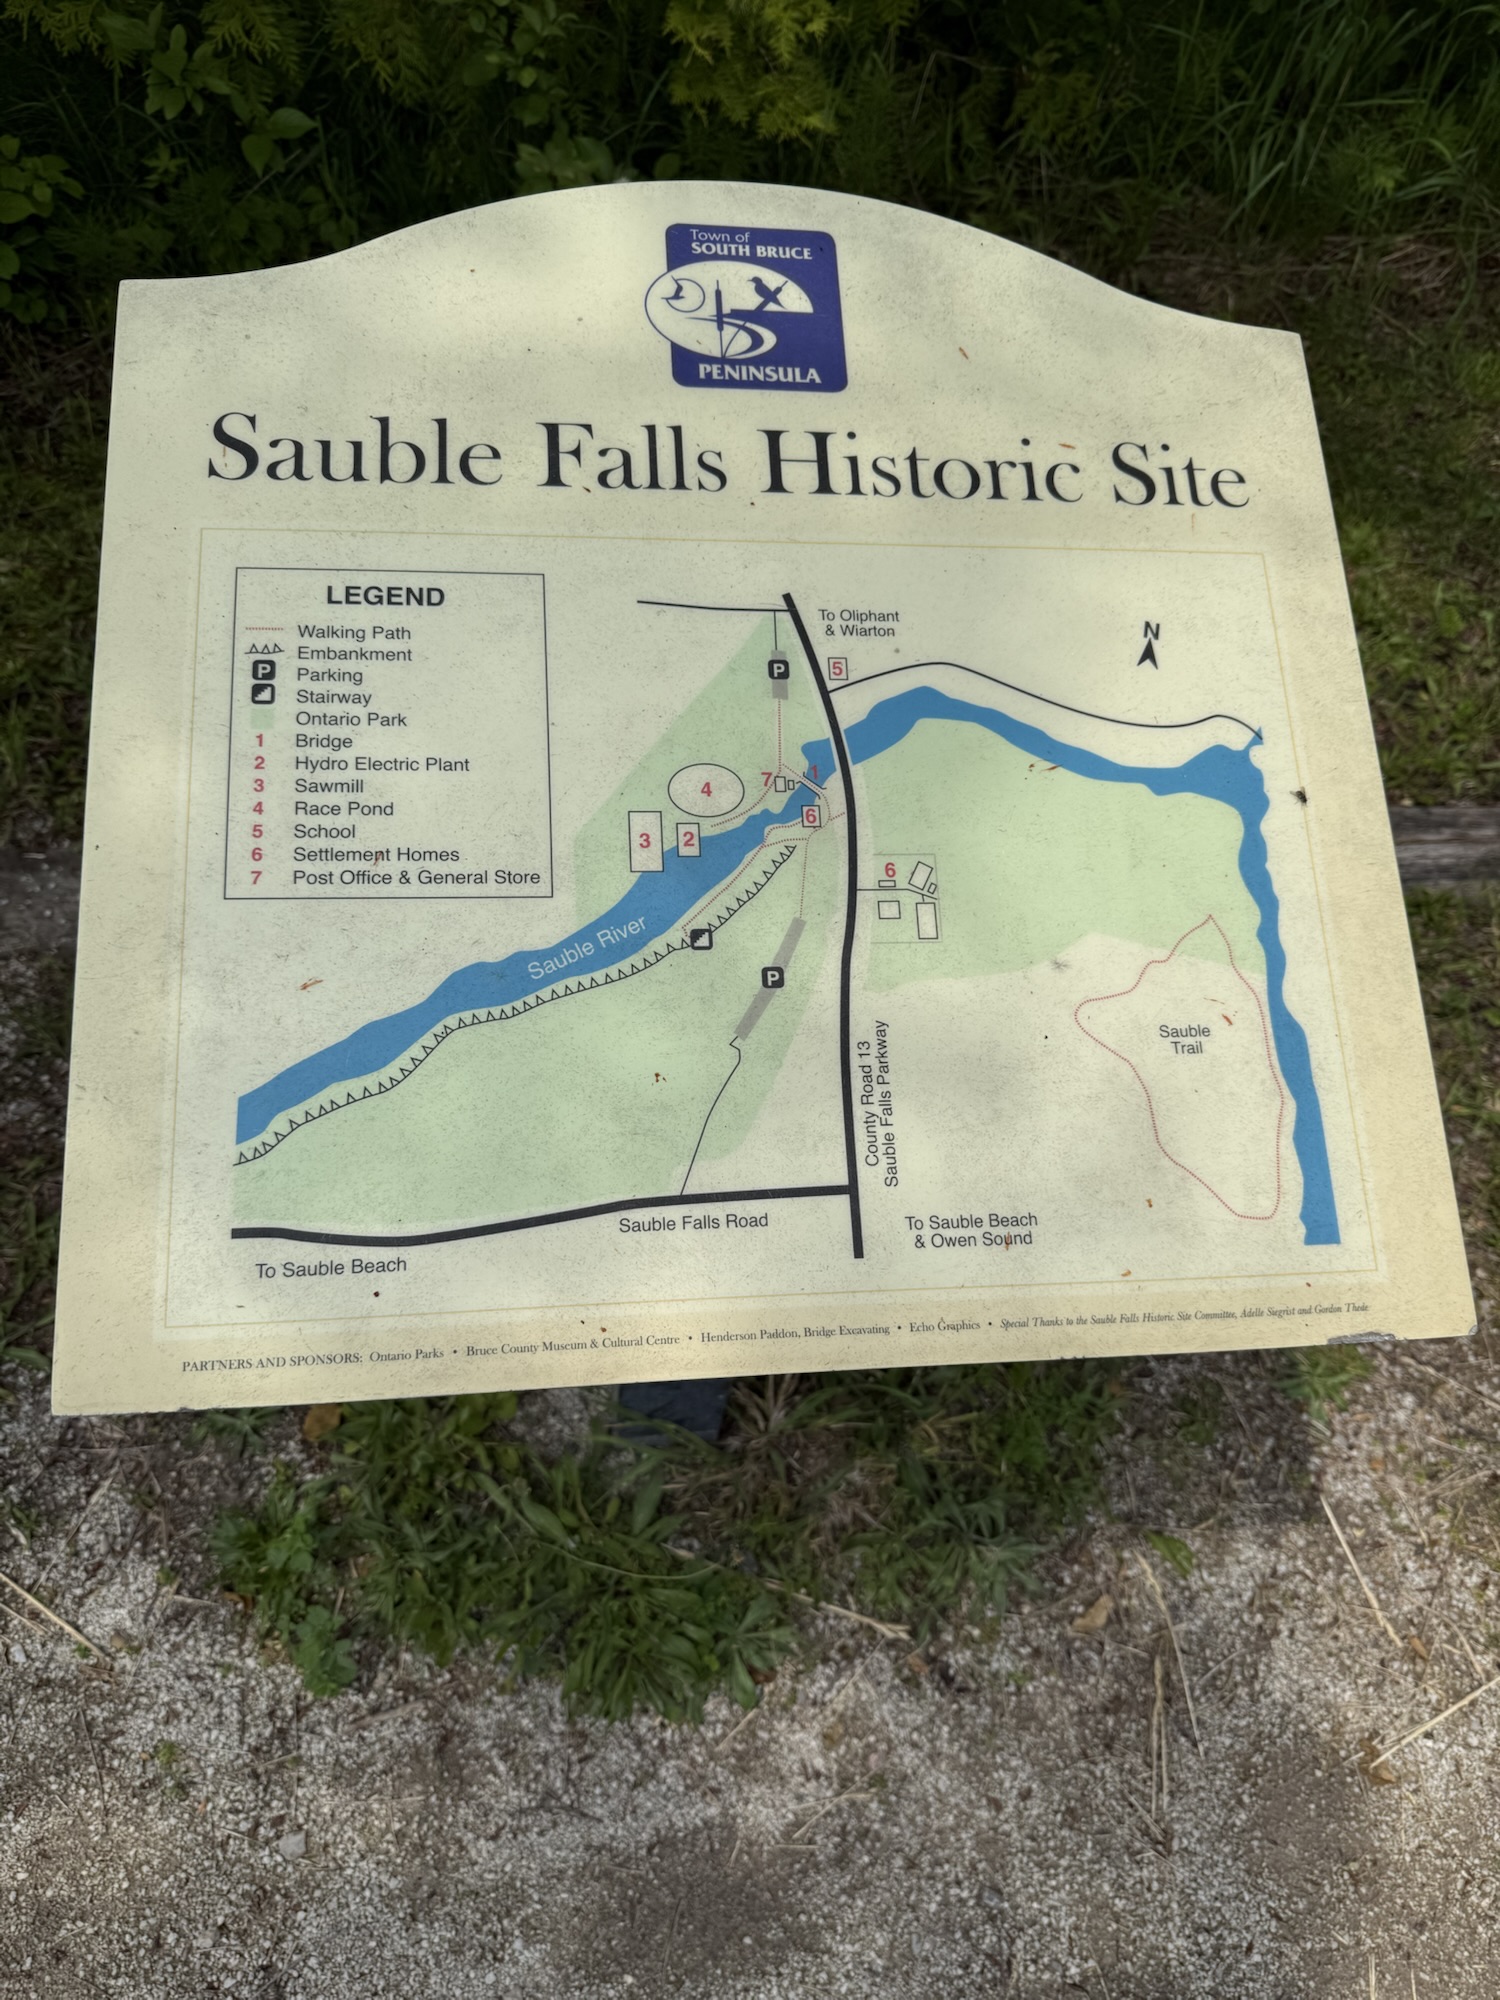 Town of
SOUTH BRUCE
PENINSULA
Sauble Falls Historic Site
LEGEND
Walking Path
Embankment
P Parking
Stairway
Ontario Park
1 Bridge
2 Hydro Electric Plant
3 Sawmill
4 Race Pond
5 School
6 Settlement Homes
7 Post Office & General Store
To Oliphant
& Wiarton
N
P
5
4
7
1
3
2
6
6
Sauble River
P
Sauble
Trail
County Road 13
Sauble Falls Parkway
Sauble Falls Road
To Sauble Beach
& Owen Sound
To Sauble Beach
PARTNERS AND SPONSORS: Ontario Parks • Bruce County Museum & Cultural Centre • Henderson Paddon, Bridge Excavating • Echo Graphics • Special Thanks to the Sauble Falls Historic Site Committee, Adelle Siegrist and Gordon Thede